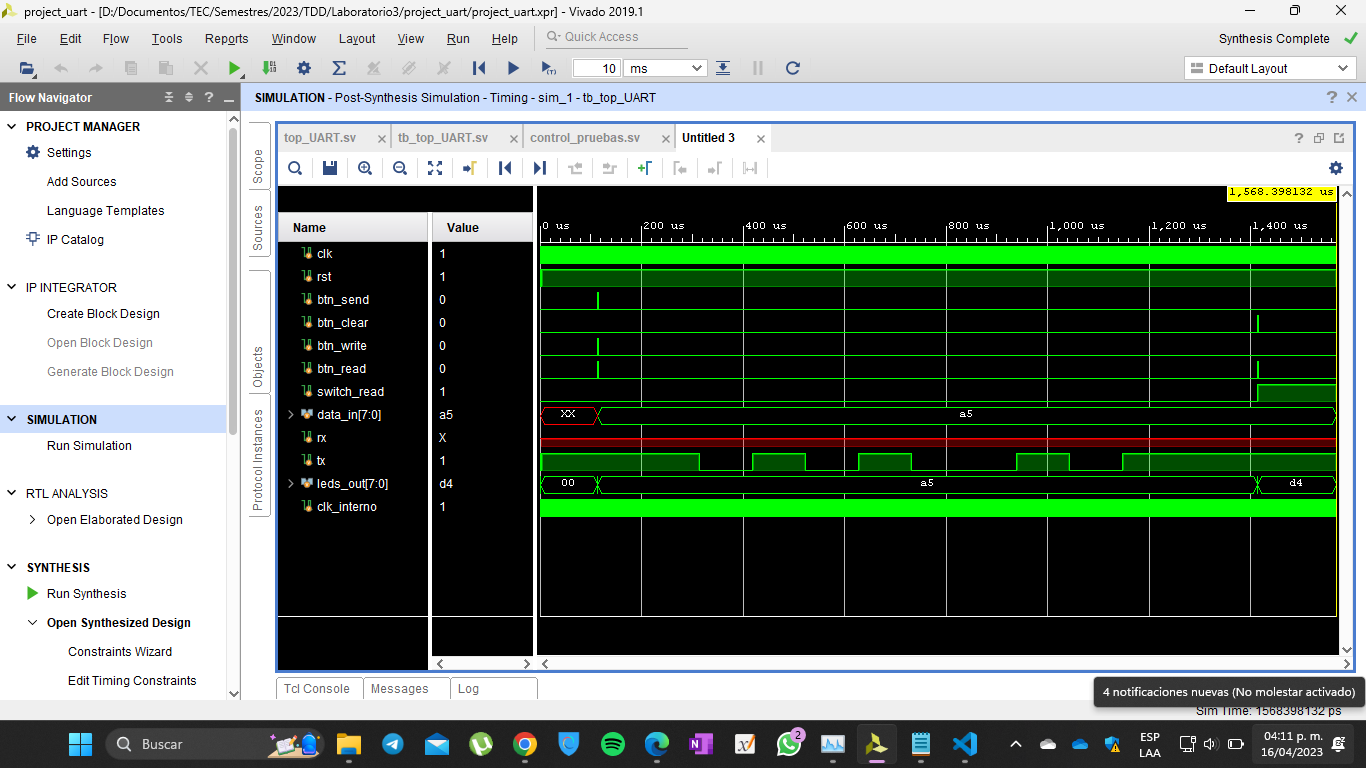 project_uart - [D:/Documentos/TEC/Semestres/2023/TDD/Laboratorio3/project_uart/project_uart.xpr] - Vivado 2019.1
File Edit Flow Tools Reports Window Layout View Run Help Quick Access Synthesis Complete
10 ms Default Layout
Flow Navigator
SIMULATION - Post-Synthesis Simulation - Timing - sim_1 - tb_top_UART
PROJECT MANAGER
Settings
Add Sources
Language Templates
IP Catalog
IP INTEGRATOR
Create Block Design
Open Block Design
Generate Block Design
SIMULATION
Run Simulation
RTL ANALYSIS
Open Elaborated Design
SYNTHESIS
Run Synthesis
Open Synthesized Design
Constraints Wizard
Edit Timing Constraints
Scope
Sources
Objects
Protocol Instances
top_UART.sv tb_top_UART.sv control_pruebas.sv Untitled 3
1,568.398132 us
Name Value
0 us 200 us 400 us 600 us 800 us 1,000 us 1,200 us 1,400 us
clk 1
rst 1
btn_send 0
btn_clear 0
btn_write 0
btn_read 0
switch_read 1
data_in[7:0] a5 XX a5
rx X
tx 1
leds_out[7:0] d4 00 a5 d4
clk_interno 1
Tcl Console Messages Log
4 notificaciones nuevas (No molestar activado)
Sim Time: 1568398132 ps
Buscar
2
ESP
LAA
04:11 p. m.
16/04/2023